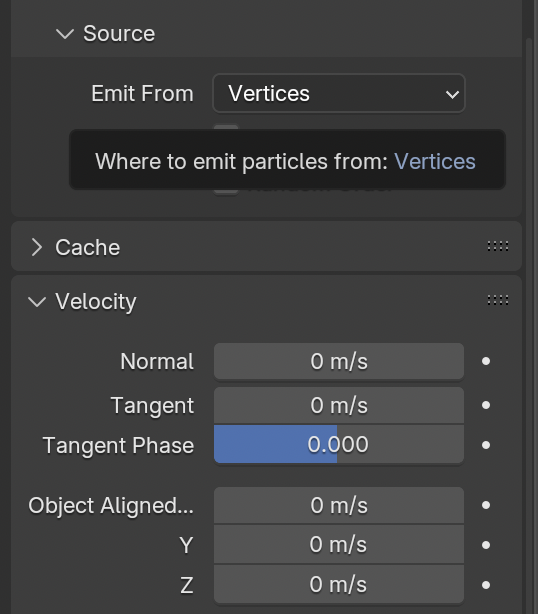 Source
Emit From Vertices
Where to emit particles from: Vertices
Cache
Velocity
Normal 0 m/s
Tangent 0 m/s
Tangent Phase 0.000
Object Aligned... 0 m/s
Y 0 m/s
Z 0 m/s